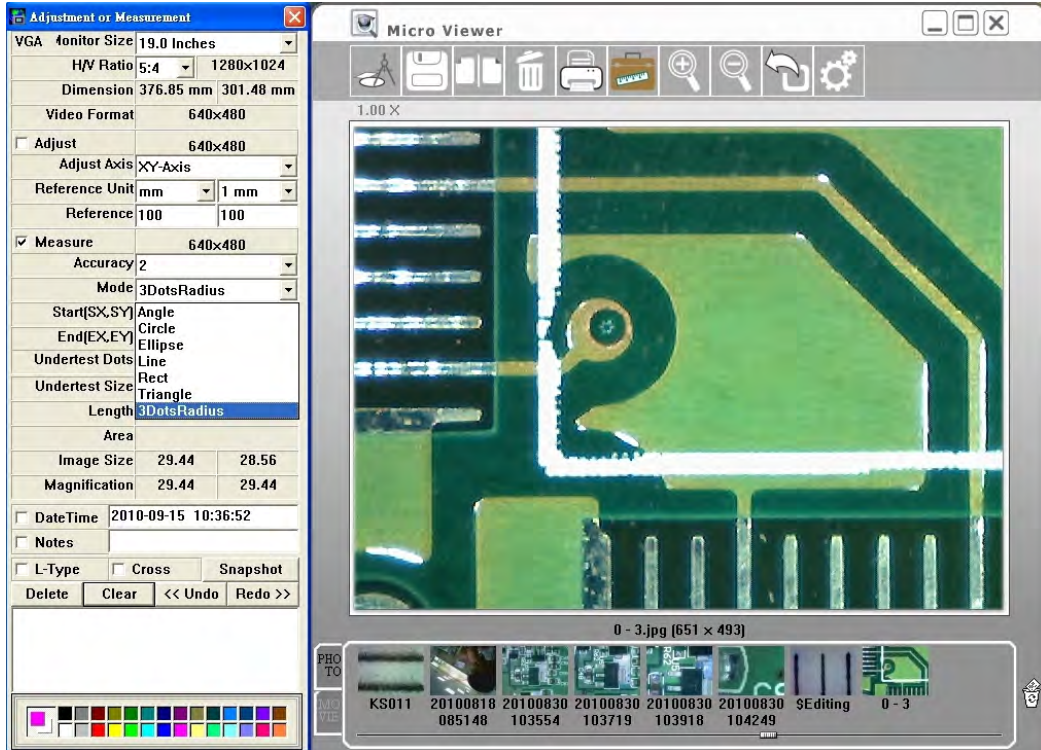 Adjustment or Measurement
VGA Monitor Size 19.0 Inches
H/V Ratio 5:4 1280×1024
Dimension 376.85 mm 301.48 mm
Video Format 640×480
Adjust 640×480
Adjust Axis XY-Axis
Reference Unit mm 1 mm
Reference 100 100
Measure 640×480
Accuracy 2
Mode 3DotsRadius
Start(SX,SY) Angle
Circle
End(EX,EY) Ellipse
Undertest Dots Line
Rect
Undertest Size Triangle
Length 3DotsRadius
Area
Image Size 29.44 28.56
Magnification 29.44 29.44
DateTime 2010-09-15 10:36:52
Notes
L-Type Cross Snapshot
Delete Clear << Undo Redo >>
Micro Viewer
1.00 X
0 - 3.jpg (651 × 493)
PHO
TO
MO
VIE
KS011 20100818 20100830 20100830 20100830 20100830 $Editing 0 - 3
085148 103554 103719 103918 104249